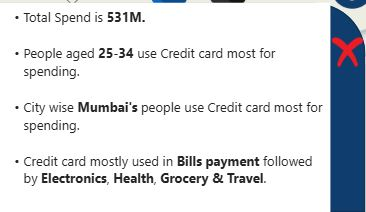 • Total Spend is 531M.
• People aged 25-34 use Credit card most for
spending.
• City wise Mumbai's people use Credit card most for
spending.
• Credit card mostly used in Bills payment followed
by Electronics, Health, Grocery & Travel.